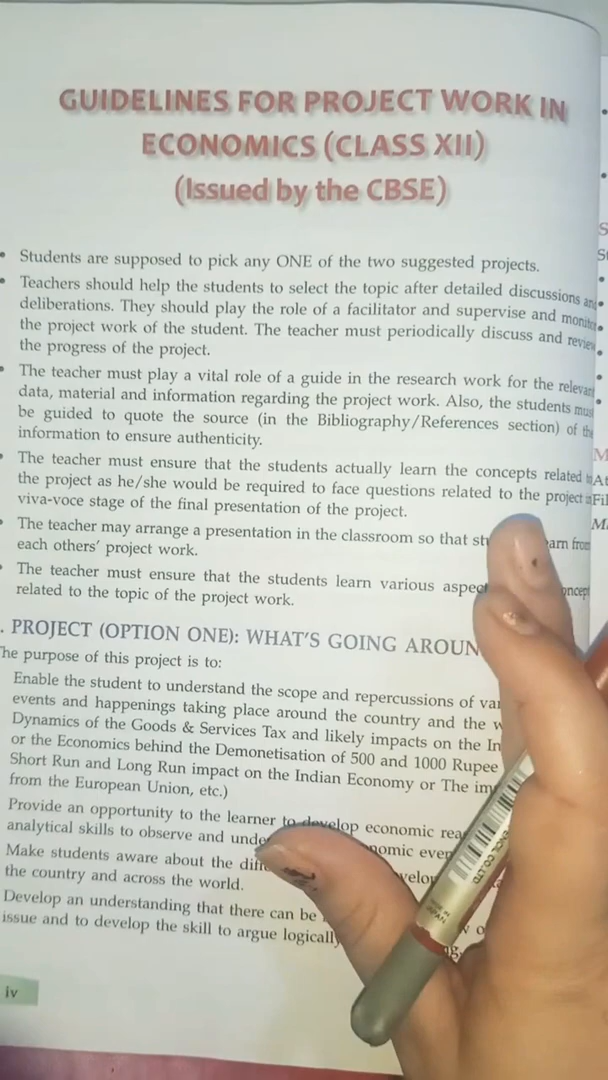 GUIDELINES FOR PROJECT WORK IN
ECONOMICS (CLASS XII)
(Issued by the CBSE)
• Students are supposed to pick any ONE of the two suggested projects.
• Teachers should help the students to select the topic after detailed discussions and
deliberations. They should play the role of a facilitator and supervise and monitor
the project work of the student. The teacher must periodically discuss and review
the progress of the project.
• The teacher must play a vital role of a guide in the research work for the relevant
data, material and information regarding the project work. Also, the students must
be guided to quote the source (in the Bibliography/References section) of the
information to ensure authenticity.
• The teacher must ensure that the students actually learn the concepts related
the project as he/she would be required to face questions related to the project
viva-voce stage of the final presentation of the project.
• The teacher may arrange a presentation in the classroom so that from
each others' project work.
• The teacher must ensure that the students learn various
related to the topic of the project work.
. PROJECT (OPTION ONE): WHAT'S GOING
The purpose of this project is to:
Enable the student to understand the scope and repercussions of
events and happenings taking place around the country and the
Dynamics of the Goods & Services Tax and likely impacts on the
or the Economics behind the Demonetisation of 500 and 1000 Rupee
Short Run and Long Run impact on the Indian Economy or The
from the European Union, etc.)
Provide an opportunity to the learner to develop economic
analytical skills to observe and
Make students aware about the
the country and across the world.
Develop an understanding that there can be
issue and to develop the skill to argue
iv
MADE IN
JAPAN